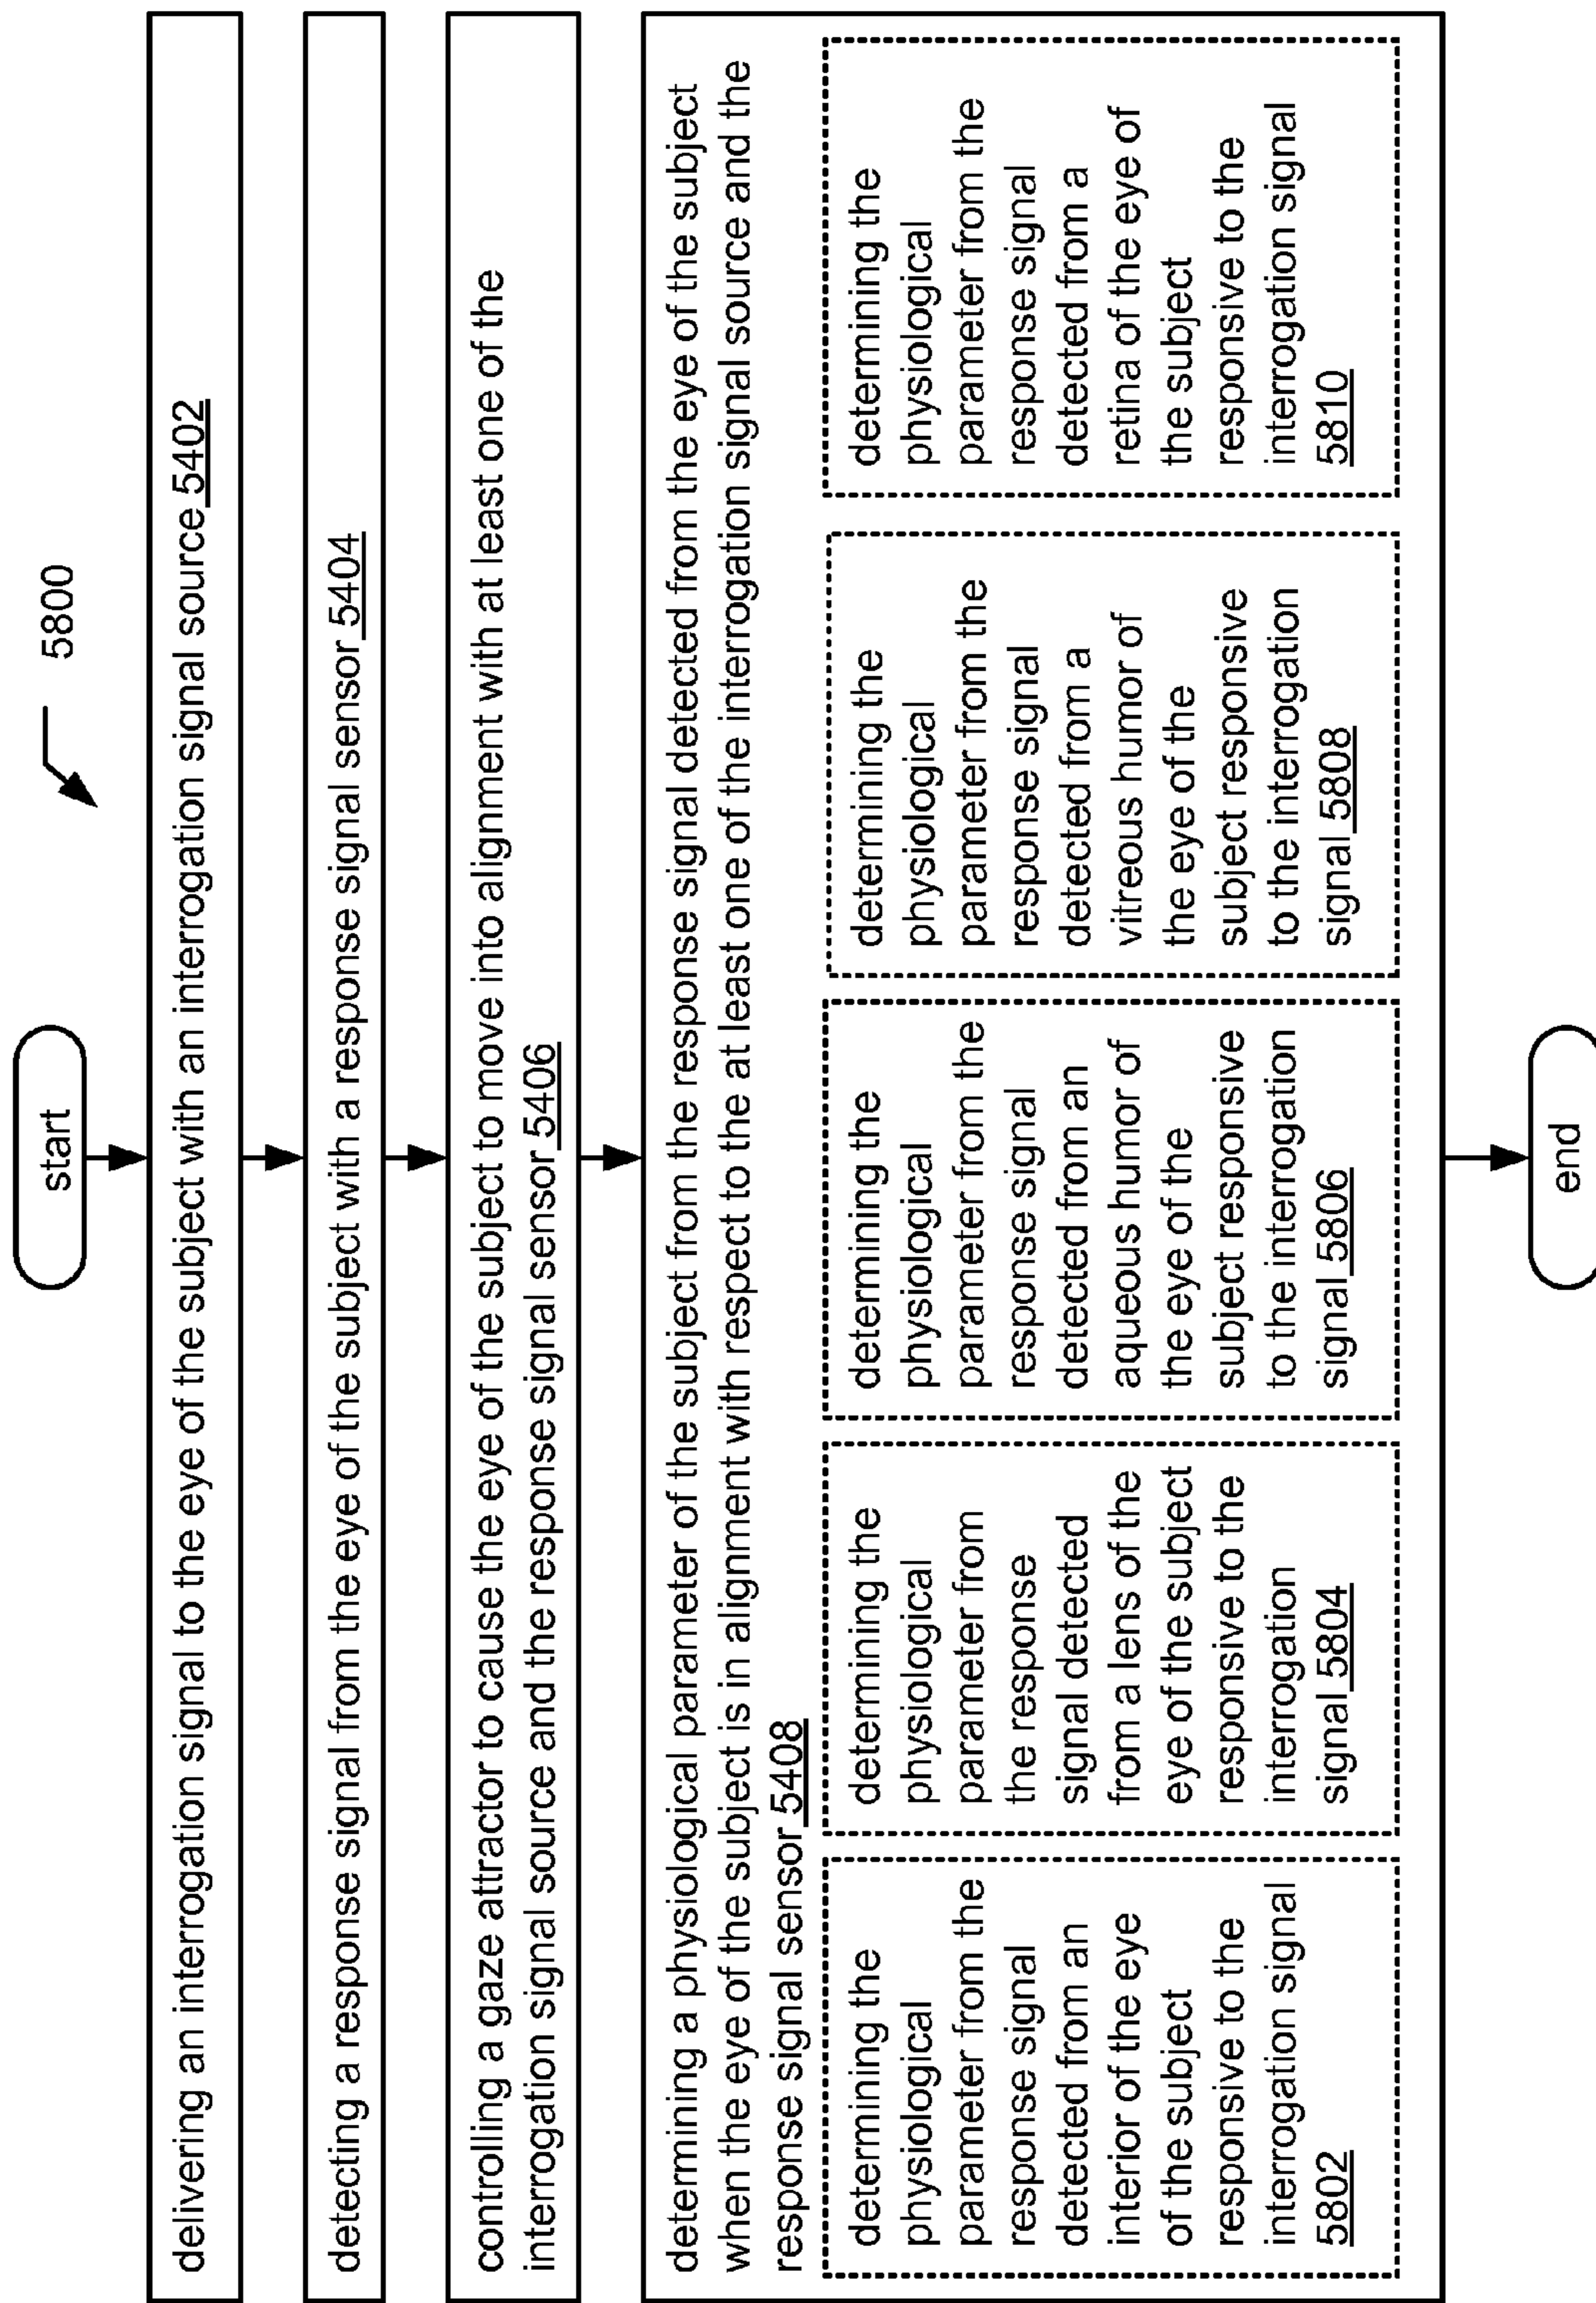 5800
start
delivering an interrogation signal to the eye of the subject with an interrogation signal source 5402
detecting a response signal from the eye of the subject with a response signal sensor 5404
controlling a gaze attractor to cause the eye of the subject to move into alignment with at least one of the
interrogation signal source and the response signal sensor 5406
determining a physiological parameter of the subject from the response signal detected from the eye of the subject
when the eye of the subject is in alignment with respect to the at least one of the interrogation signal source and the
response signal sensor 5408
determining the
physiological
parameter from the
response signal
detected from an
interior of the eye
of the subject
responsive to the
interrogation signal
5802
determining the
physiological
parameter from
the response
signal detected
from a lens of the
eye of the subject
responsive to the
interrogation
signal 5804
determining the
physiological
parameter from the
response signal
detected from an
aqueous humor of
the eye of the
subject responsive
to the interrogation
signal 5806
determining the
physiological
parameter from the
response signal
detected from a
vitreous humor of
the eye of the
subject responsive
to the interrogation
signal 5808
determining the
physiological
parameter from the
response signal
detected from a
retina of the eye of
the subject
responsive to the
interrogation signal
5810
end